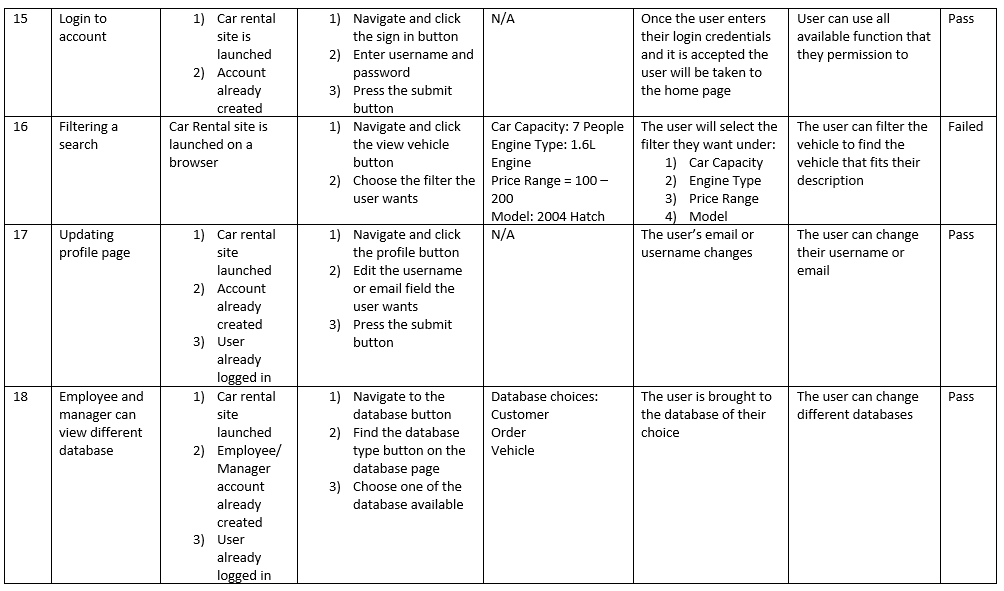 15
Login to
account
1) Car rental
site is
launched
2) Account
already
created
1) Navigate and click
the sign in button
2) Enter username and
password
3) Press the submit
button
N/A
Once the user enters
their login credentials
and it is accepted the
user will be taken to
the home page
User can use all
available function that
they permission to
Pass
16
Filtering a
search
Car Rental site is
launched on a
browser
1) Navigate and click
the view vehicle
button
2) Choose the filter the
user wants
Car Capacity: 7 People
Engine Type: 1.6L
Engine
Price Range = 100 –
200
Model: 2004 Hatch
The user will select the
filter they want under:
1) Car Capacity
2) Engine Type
3) Price Range
4) Model
The user can filter the
vehicle to find the
vehicle that fits their
description
Failed
17
Updating
profile page
1) Car rental
site
launched
2) Account
already
created
3) User
already
logged in
1) Navigate and click
the profile button
2) Edit the username
or email field the
user wants
3) Press the submit
button
N/A
The user’s email or
username changes
The user can change
their username or
email
Pass
18
Employee and
manager can
view different
database
1) Car rental
site
launched
2) Employee/
Manager
account
already
created
3) User
already
logged in
1) Navigate to the
database button
2) Find the database
type button on the
database page
3) Choose one of the
database available
Database choices:
Customer
Order
Vehicle
The user is brought to
the database of their
choice
The user can change
different databases
Pass